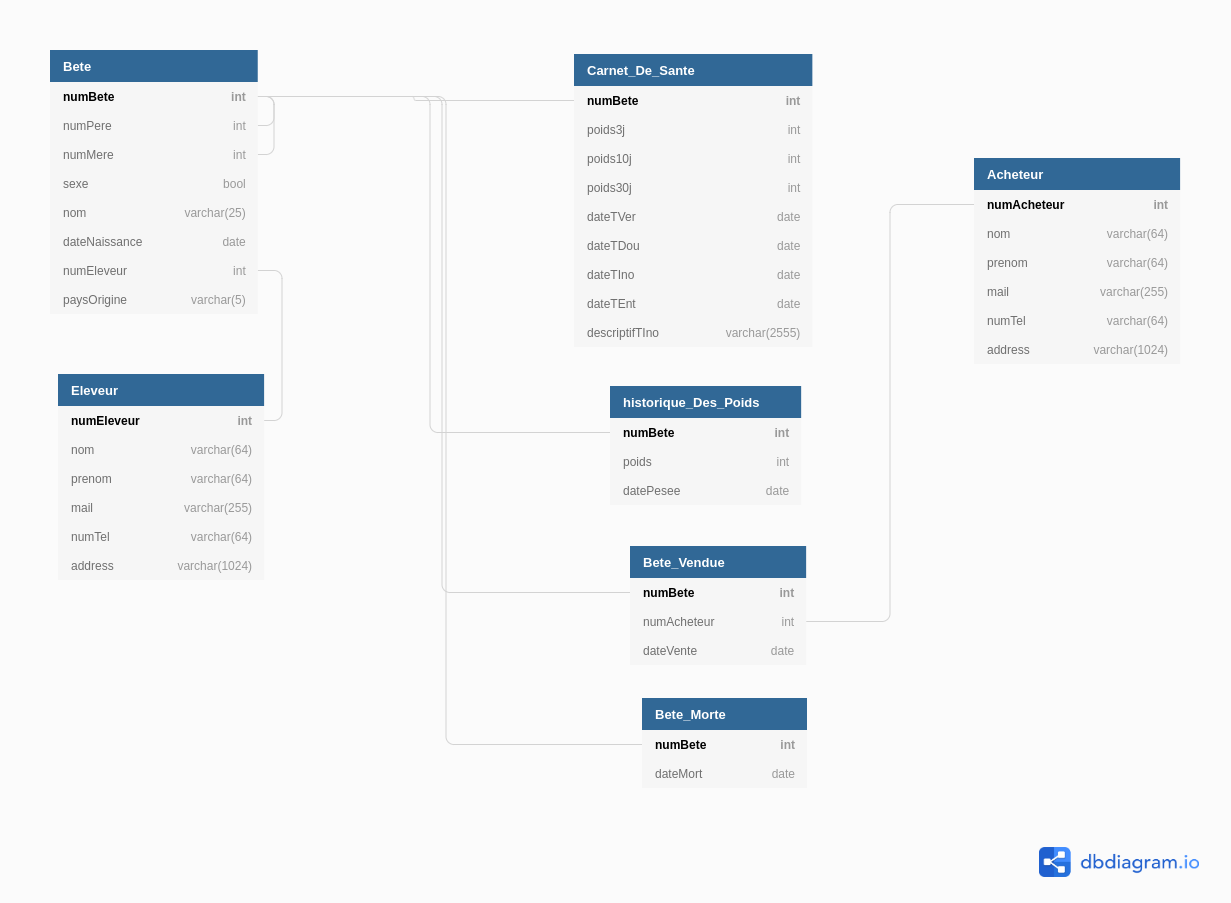 Bete
numBete int
numPere int
numMere int
sexe bool
nom varchar(25)
dateNaissance date
numEleveur int
paysOrigine varchar(5)
Eleveur
numEleveur int
nom varchar(64)
prenom varchar(64)
mail varchar(255)
numTel varchar(64)
address varchar(1024)
Carnet_De_Sante
numBete int
poids3j int
poids10j int
poids30j int
dateTVer date
dateTDou date
dateTIno date
dateTEnt date
descriptifTIno varchar(2555)
historique_Des_Poids
numBete int
poids int
datePesee date
Bete_Vendue
numBete int
numAcheteur int
dateVente date
Bete_Morte
numBete int
dateMort date
Acheteur
numAcheteur int
nom varchar(64)
prenom varchar(64)
mail varchar(255)
numTel varchar(64)
address varchar(1024)
dbdiagram.io